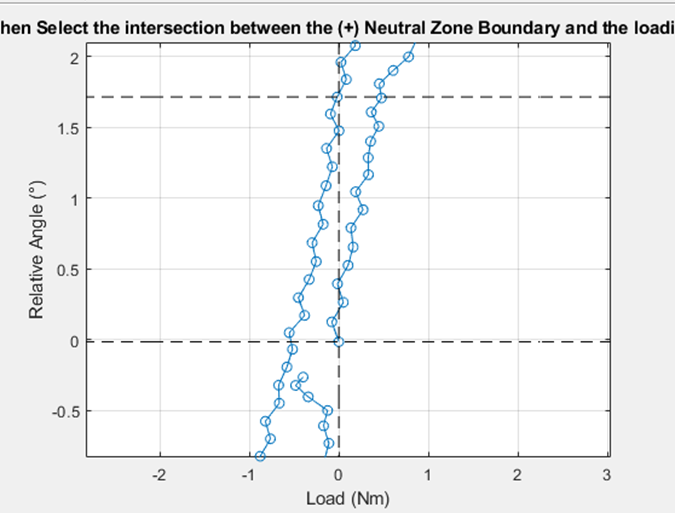 hen Select the intersection between the (+) Neutral Zone Boundary and the loadi
2
1.5
1
0.5
0
-0.5
Relative Angle (°)
-2 -1 0 1 2 3
Load (Nm)